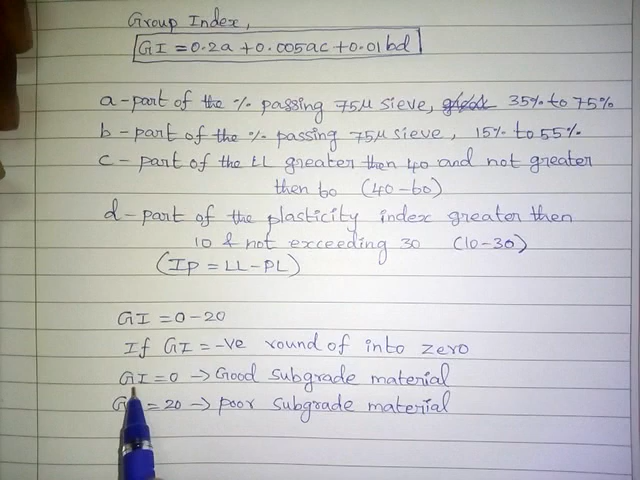 Group Index,
GI = 0.2a + 0.005ac + 0.01bd
a - part of the % passing 75µ sieve, 35% to 75%
b - part of the % passing 75µ sieve, 15% to 55%
c - part of the LL greater then 40 and not greater
then 60 (40-60)
d - part of the plasticity index greater then
10 & not exceeding 30 (10-30)
(Ip = LL-PL)
GI = 0-20
If GI = -ve round of into zero
GI = 0 → Good subgrade material
G = 20 → poor subgrade material